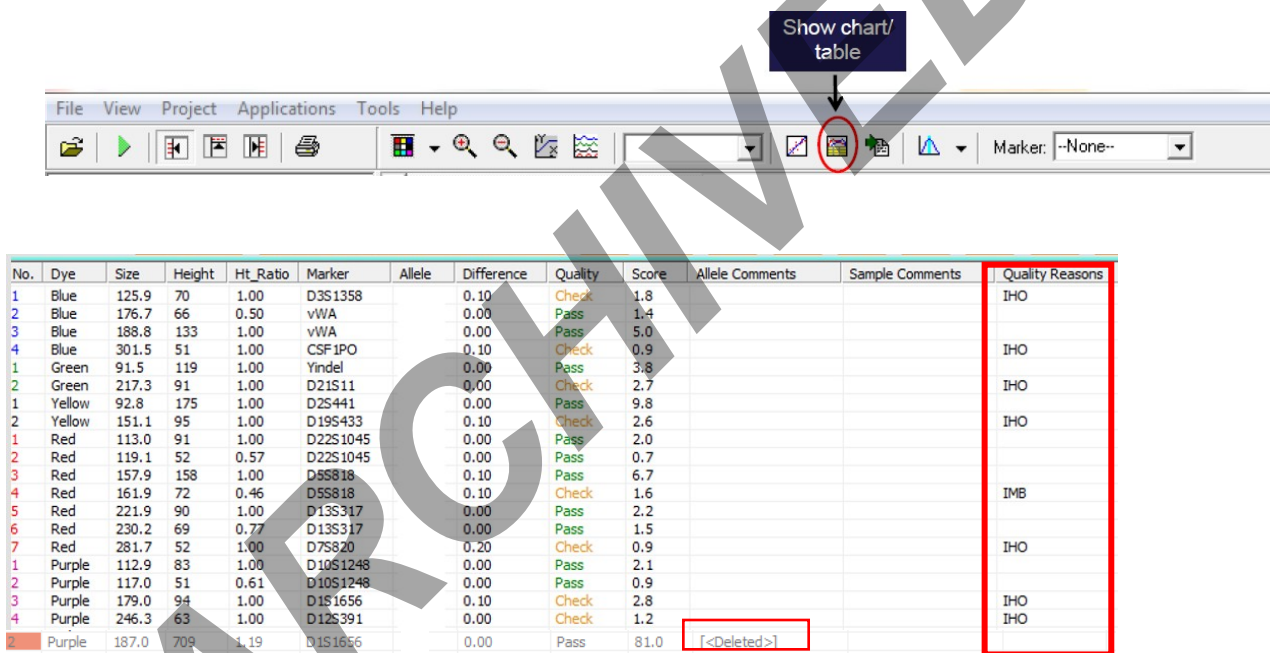 Show chart/
table
File View Project Applications Tools Help
Marker: --None--
No. Dye Size Height Ht_Ratio Marker Allele Difference Quality Score Allele Comments Sample Comments Quality Reasons
1 Blue 125.9 70 1.00 D3S1358 0.10 Check 1.8 IHO
2 Blue 176.7 66 0.50 vWA 0.00 Pass 1.4
3 Blue 188.8 133 1.00 vWA 0.00 Pass 5.0
4 Blue 301.5 51 1.00 CSF1PO 0.10 Check 0.9 IHO
1 Green 91.5 119 1.00 Yindel 0.00 Pass 3.8
2 Green 217.3 91 1.00 D21S11 0.00 Check 2.7 IHO
1 Yellow 92.8 175 1.00 D2S441 0.00 Pass 9.8
2 Yellow 151.1 95 1.00 D19S433 0.10 Check 2.6 IHO
1 Red 113.0 91 1.00 D22S1045 0.00 Pass 2.0
2 Red 119.1 52 0.57 D22S1045 0.00 Pass 0.7
3 Red 157.9 158 1.00 D5S818 0.10 Pass 6.7
4 Red 161.9 72 0.46 D5S818 0.10 Check 1.6 IMB
5 Red 221.9 90 1.00 D13S317 0.00 Pass 2.2
6 Red 230.2 69 0.77 D13S317 0.00 Pass 1.5
7 Red 281.7 52 1.00 D7S820 0.20 Check 0.9 IHO
1 Purple 112.9 83 1.00 D10S1248 0.00 Pass 2.1
2 Purple 117.0 51 0.61 D10S1248 0.00 Pass 0.9
3 Purple 179.0 94 1.00 D1S1656 0.10 Check 2.8 IHO
4 Purple 246.3 63 1.00 D12S391 0.00 Check 1.2 IHO
2 Purple 187.0 709 1.19 D1S1656 0.00 Pass 81.0 [<Deleted>]
ARCHIVED